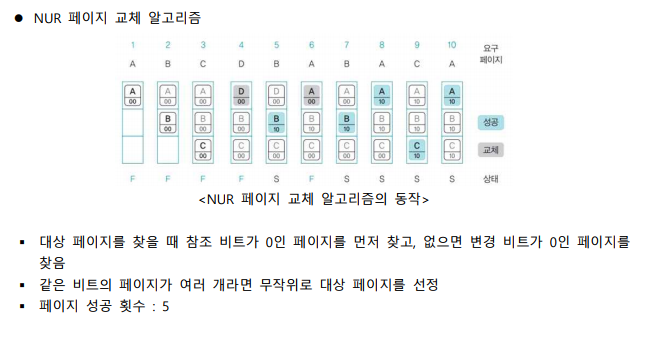 ● NUR 페이지 교체 알고리즘
1 2 3 4 5 6 7 8 9 10 요구 페이지
A B C D B A B A C A
A A A D D A A A A A
00 00 00 00 00 00 00 10 10 10
B B B B B B B B B
00 00 00 10 10 10 10 10 10
C C C C C C C C
00 00 00 00 00 00 10 10
성공
교체
F F F F S F S S S S 상태
<NUR 페이지 교체 알고리즘의 동작>
▪ 대상 페이지를 찾을 때 참조 비트가 0인 페이지를 먼저 찾고, 없으면 변경 비트가 0인 페이지를
찾음
▪ 같은 비트의 페이지가 여러 개라면 무작위로 대상 페이지를 선정
▪ 페이지 성공 횟수 : 5